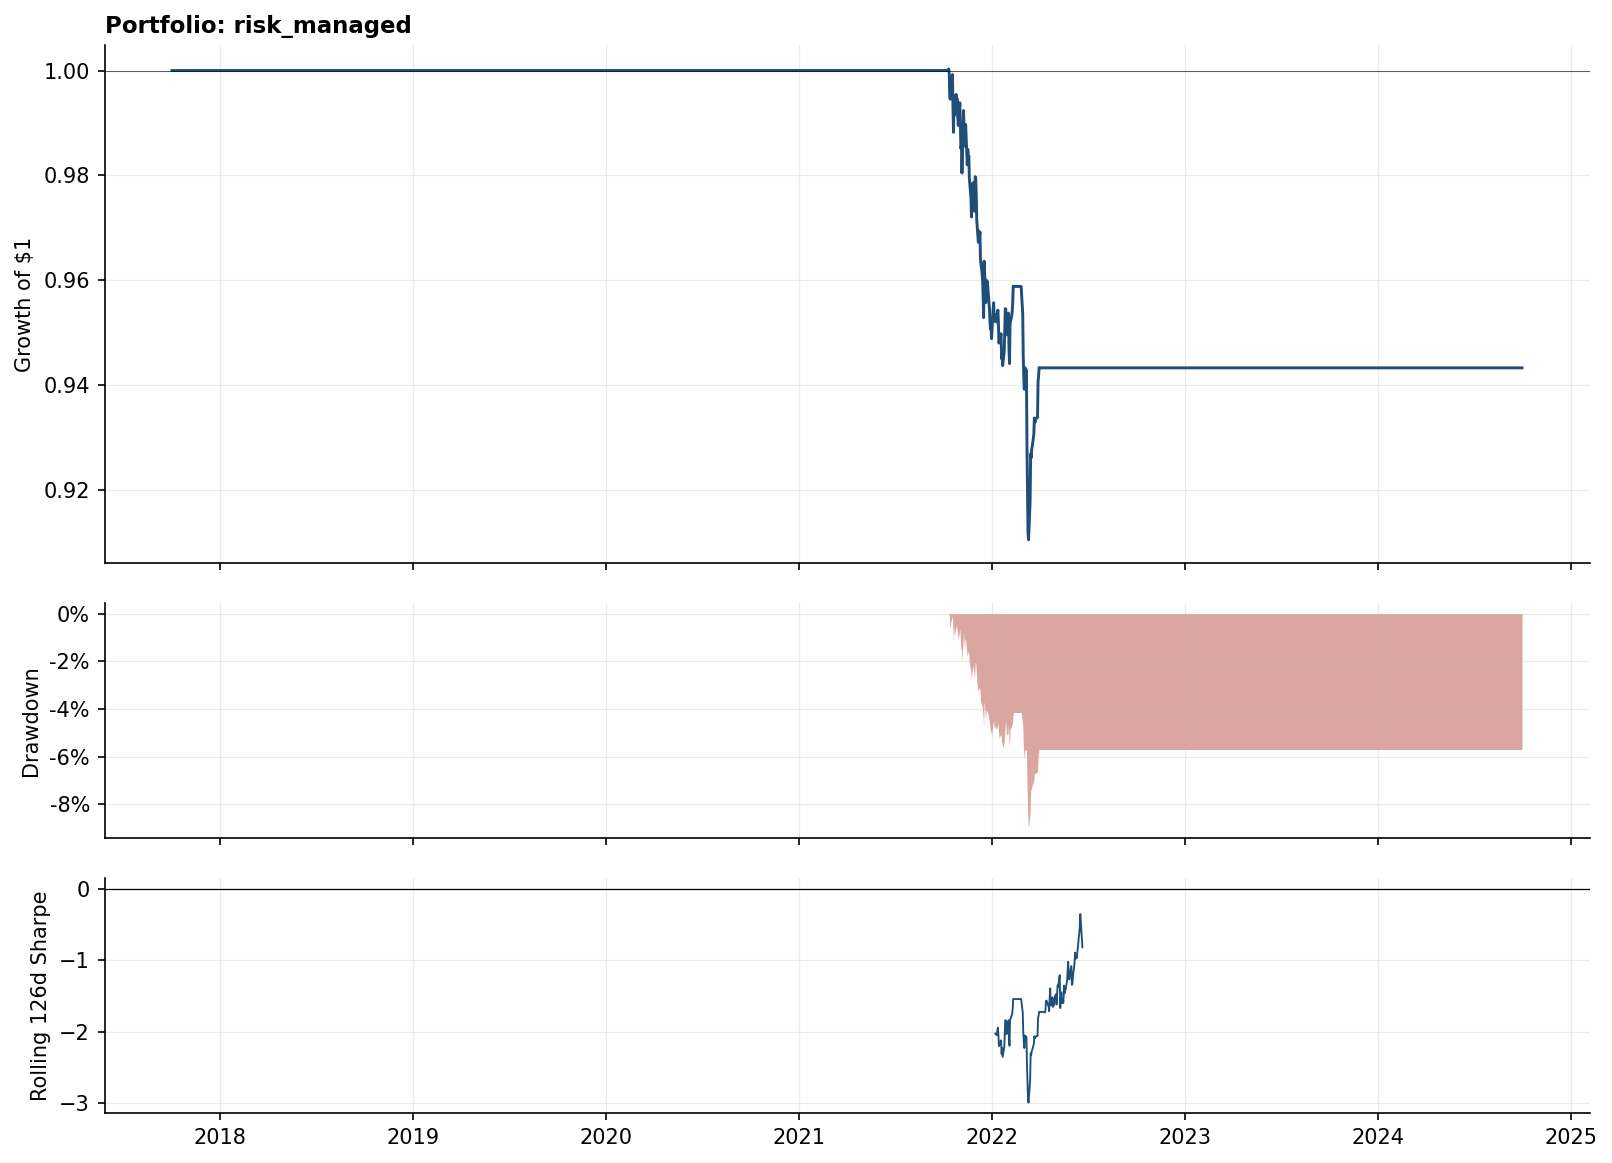 Portfolio: risk_managed
Growth of $1
1.00
0.98
0.96
0.94
0.92
Drawdown
0%
-2%
-4%
-6%
-8%
Rolling 126d Sharpe
0
−1
−2
−3
2018 2019 2020 2021 2022 2023 2024 2025